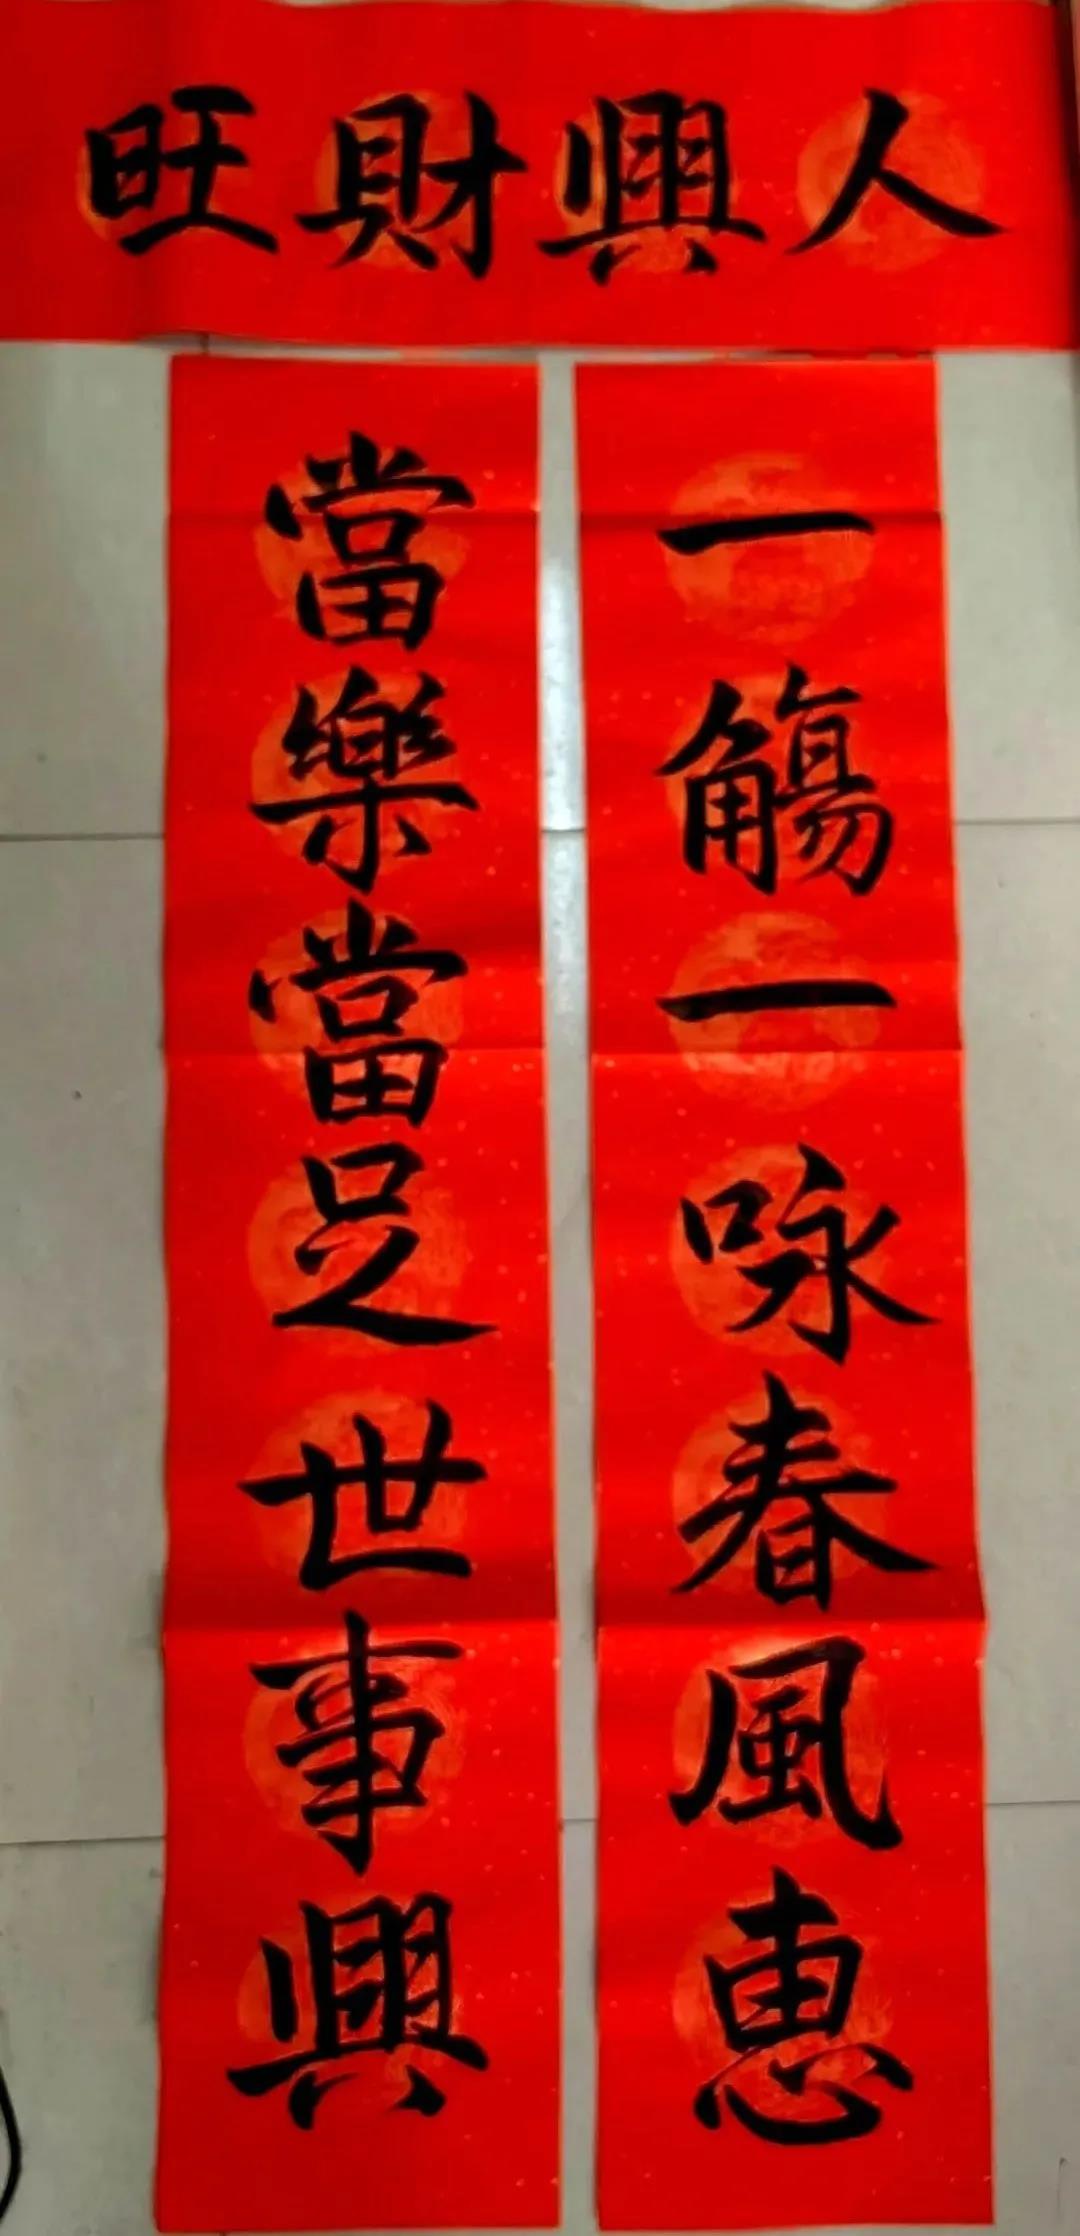 人興財旺
一觴一咏春風惠
當樂當足世事興